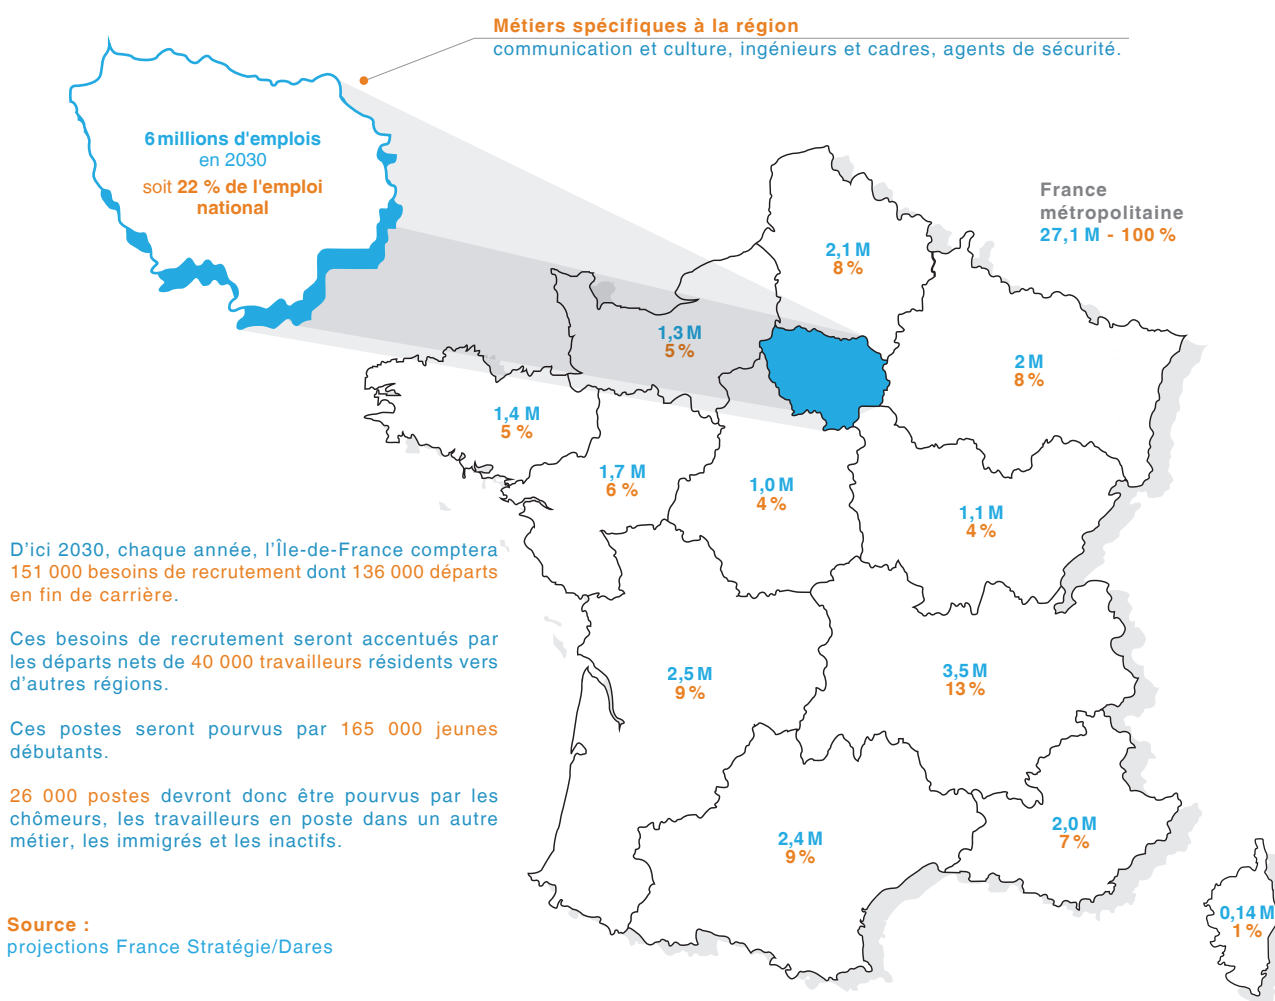 Métiers spécifiques à la région
communication et culture, ingénieurs et cadres, agents de sécurité.
6 millions d'emplois
en 2030
soit 22 % de l'emploi
national
France
métropolitaine
27,1 M - 100 %
2,1 M
8 %
1,3 M
5 %
2 M
8 %
1,4 M
5 %
1,7 M
6 %
1,0 M
4 %
1,1 M
4 %
D'ici 2030, chaque année, l'Île-de-France comptera
151 000 besoins de recrutement dont 136 000 départs
en fin de carrière.
Ces besoins de recrutement seront accentués par
les départs nets de 40 000 travailleurs résidents vers
d'autres régions.
Ces postes seront pourvus par 165 000 jeunes
débutants.
26 000 postes devront donc être pourvus par les
chômeurs, les travailleurs en poste dans un autre
métier, les immigrés et les inactifs.
2,5 M
9 %
3,5 M
13 %
2,4 M
9 %
2,0 M
7 %
0,14 M
1 %
Source :
projections France Stratégie/Dares